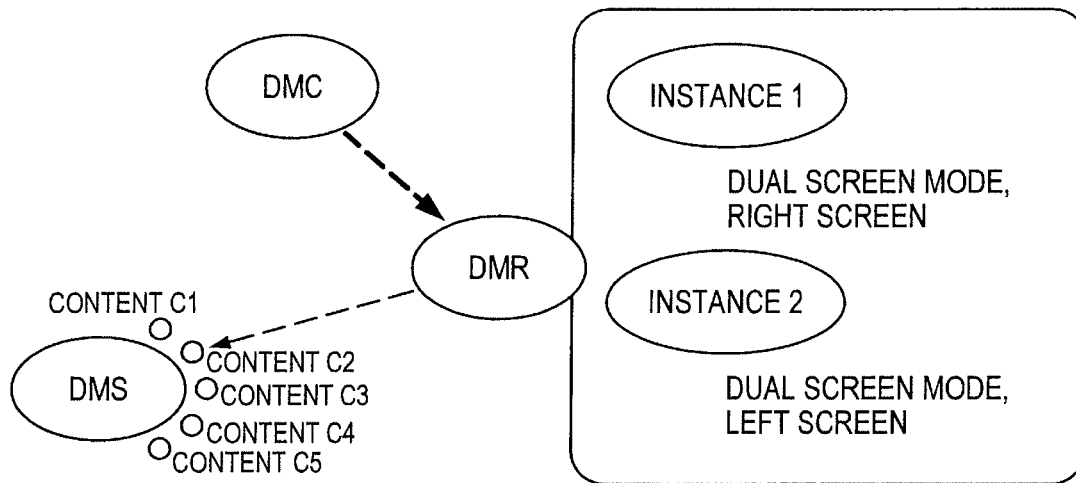 DMC
INSTANCE 1
DUAL SCREEN MODE,
RIGHT SCREEN
DMR
INSTANCE 2
DUAL SCREEN MODE,
LEFT SCREEN
CONTENT C1
CONTENT C2
DMS
CONTENT C3
CONTENT C4
CONTENT C5